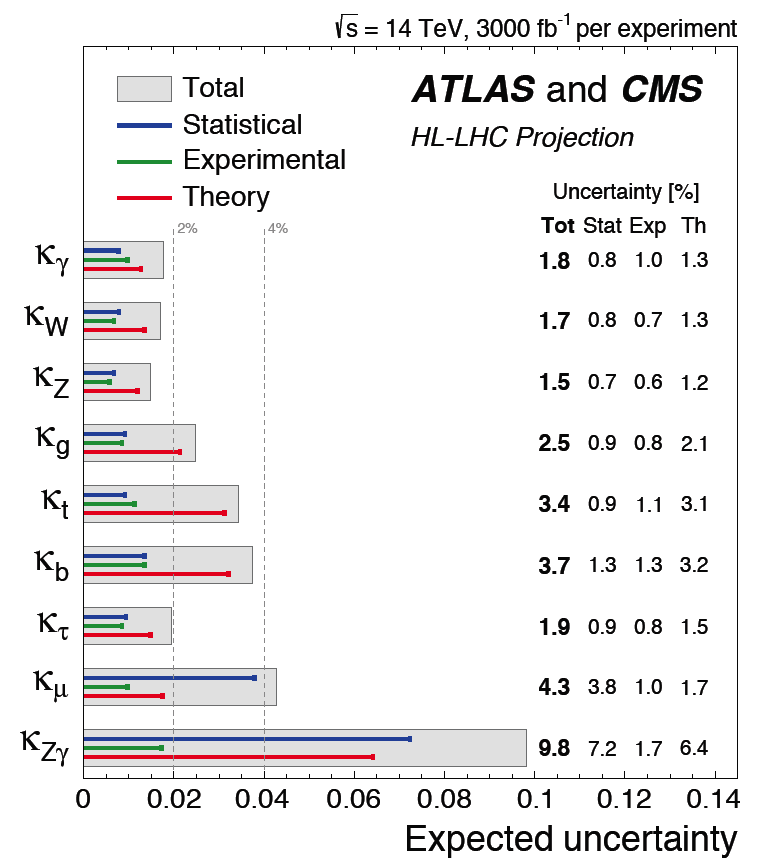 √s = 14 TeV, 3000 fb⁻¹ per experiment
Total
Statistical
Experimental
Theory
ATLAS and CMS
HL-LHC Projection
Uncertainty [%]
Tot Stat Exp Th
2% 4%
κγ 1.8 0.8 1.0 1.3
κW 1.7 0.8 0.7 1.3
κZ 1.5 0.7 0.6 1.2
κg 2.5 0.9 0.8 2.1
κt 3.4 0.9 1.1 3.1
κb 3.7 1.3 1.3 3.2
κτ 1.9 0.9 0.8 1.5
κμ 4.3 3.8 1.0 1.7
κZγ 9.8 7.2 1.7 6.4
0 0.02 0.04 0.06 0.08 0.1 0.12 0.14
Expected uncertainty